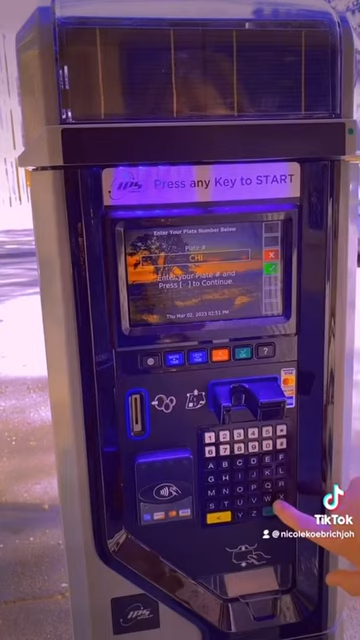 IPS
Press any Key to START
Enter Your Plate Number Below
Plate #
CHI
Enter your Plate # and
Press [ ] to Continue
Thu Mar 02, 2023 02:51 PM
X
?
1 2 3 4 5 *
6 7 8 9 0 #
A B C D E F
G H I J K L
M N O P Q R
S T U V W X
< Y Z
TikTok
@nicolekoebrichjoh
IPS